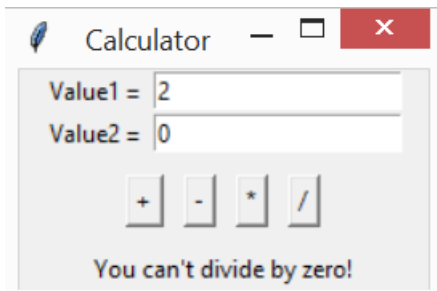 Calculator
Value1 = 2
Value2 = 0
+ - * /
You can't divide by zero!